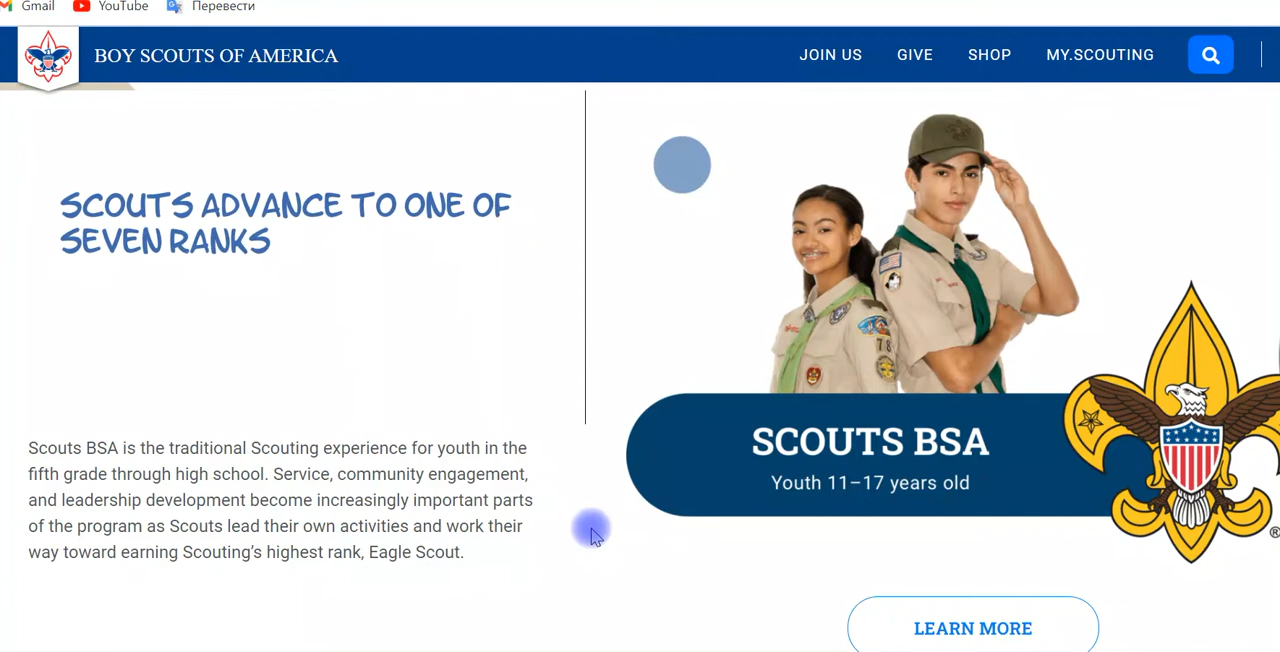 Gmail YouTube Перевести
BOY SCOUTS OF AMERICA JOIN US GIVE SHOP MY.SCOUTING
SCOUTS ADVANCE TO ONE OF
SEVEN RANKS
Scouts BSA is the traditional Scouting experience for youth in the
fifth grade through high school. Service, community engagement,
and leadership development become increasingly important parts
of the program as Scouts lead their own activities and work their
way toward earning Scouting’s highest rank, Eagle Scout.
78
SCOUTS BSA
Youth 11–17 years old
®
LEARN MORE